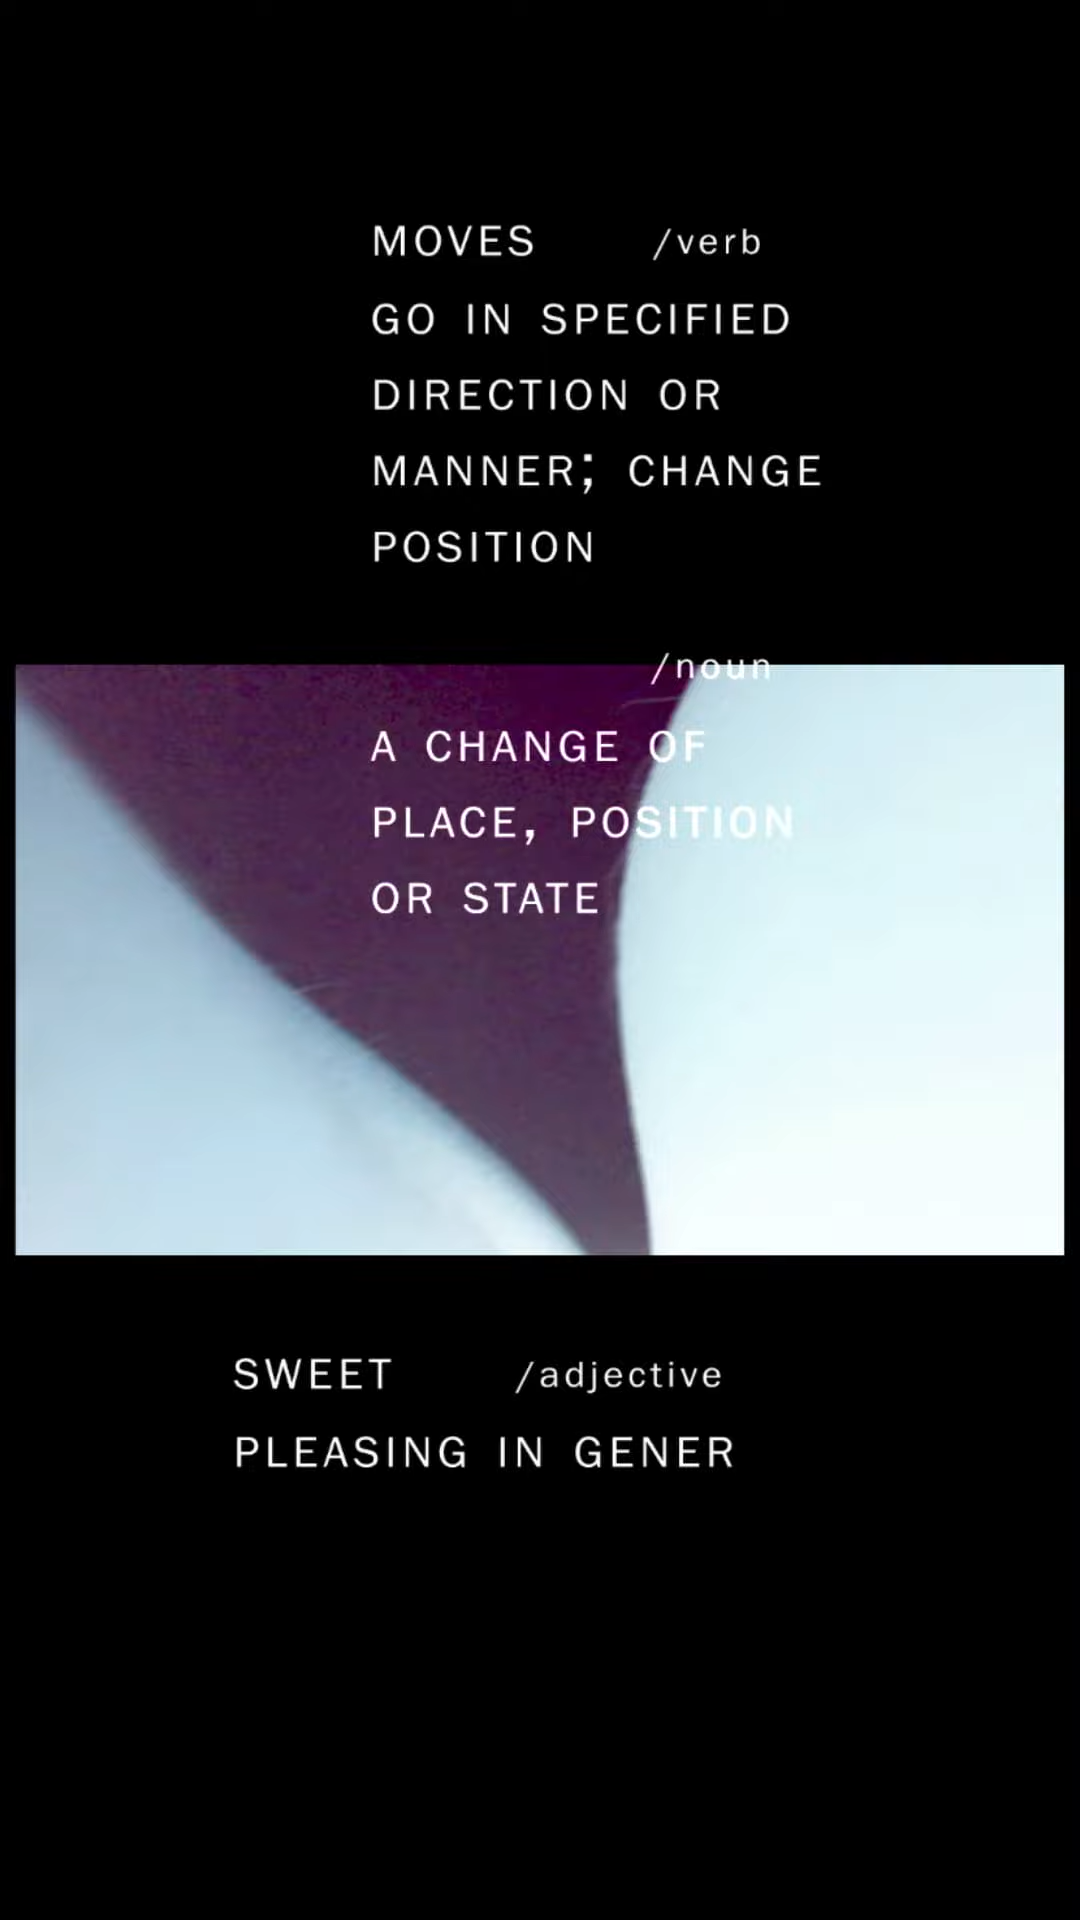 MOVES /verb
GO IN SPECIFIED
DIRECTION OR
MANNER; CHANGE
POSITION
/noun
A CHANGE OF
PLACE, POSITION
OR STATE
SWEET /adjective
PLEASING IN GENER